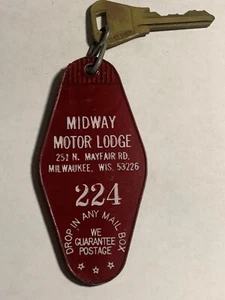 MIDWAY
MOTOR LODGE
251 N. MAYFAIR RD.
MILWAUKEE, WIS. 53226
224
DROP IN ANY MAIL BOX
WE
GUARANTEE
POSTAGE